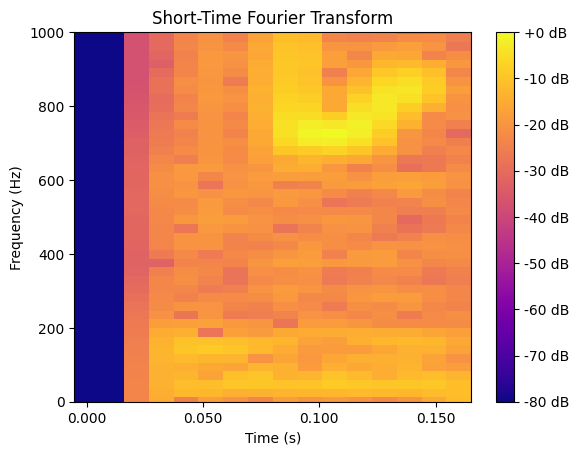 Short-Time Fourier Transform
1000
800
600
400
200
0
Frequency (Hz)
0.000
0.050
0.100
0.150
Time (s)
+0 dB
-10 dB
-20 dB
-30 dB
-40 dB
-50 dB
-60 dB
-70 dB
-80 dB